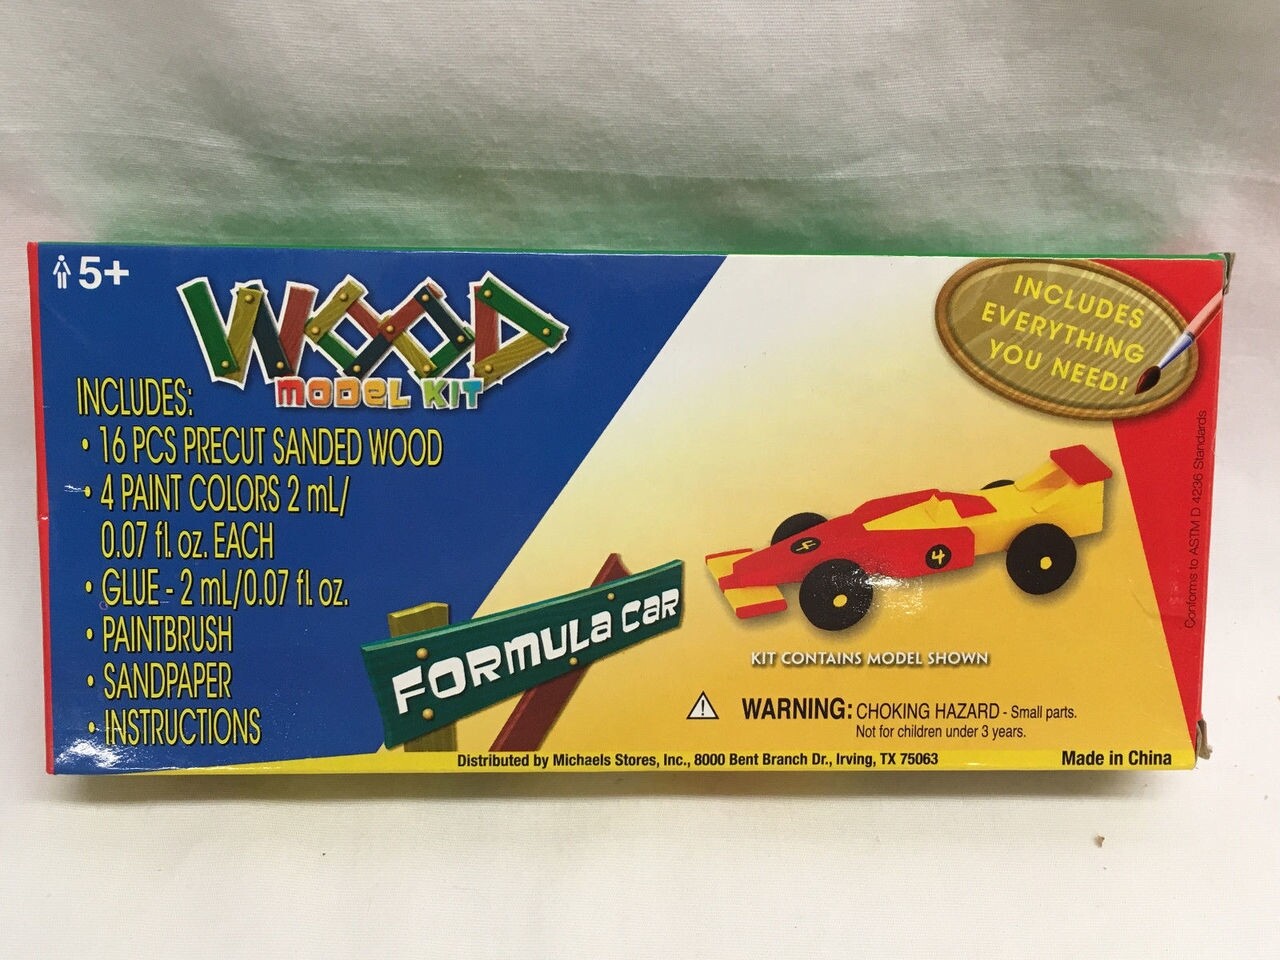 5+
WOOD
MODEL KIT
INCLUDES:
• 16 PCS PRECUT SANDED WOOD
• 4 PAINT COLORS 2 mL/
0.07 fl. oz. EACH
• GLUE - 2 mL/0.07 fl. oz.
• PAINTBRUSH
• SANDPAPER
• INSTRUCTIONS
FORMULA CAR
INCLUDES
EVERYTHING
YOU NEED!
4
4
KIT CONTAINS MODEL SHOWN
WARNING: CHOKING HAZARD - Small parts.
Not for children under 3 years.
Distributed by Michaels Stores, Inc., 8000 Bent Branch Dr., Irving, TX 75063
Made in China
Conforms to ASTM D 4236 Standards